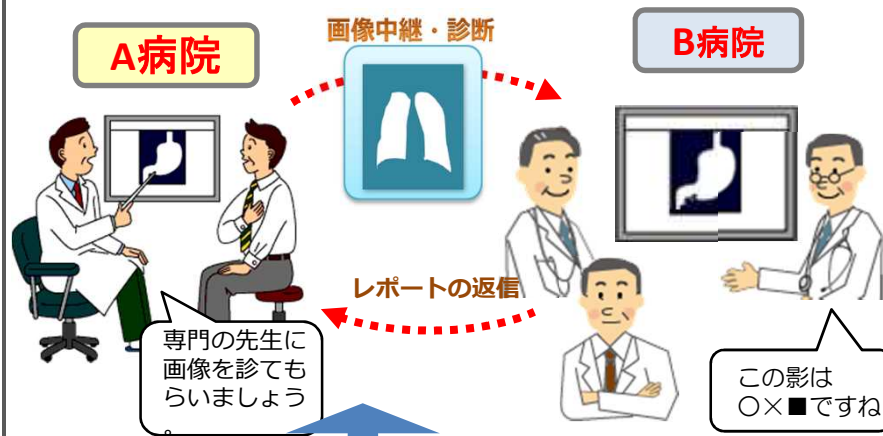 A病院
画像中継・診断
B病院
レポートの返信
専門の先生に
画像を診ても
らいましょう
。
この影は
〇×■ですね